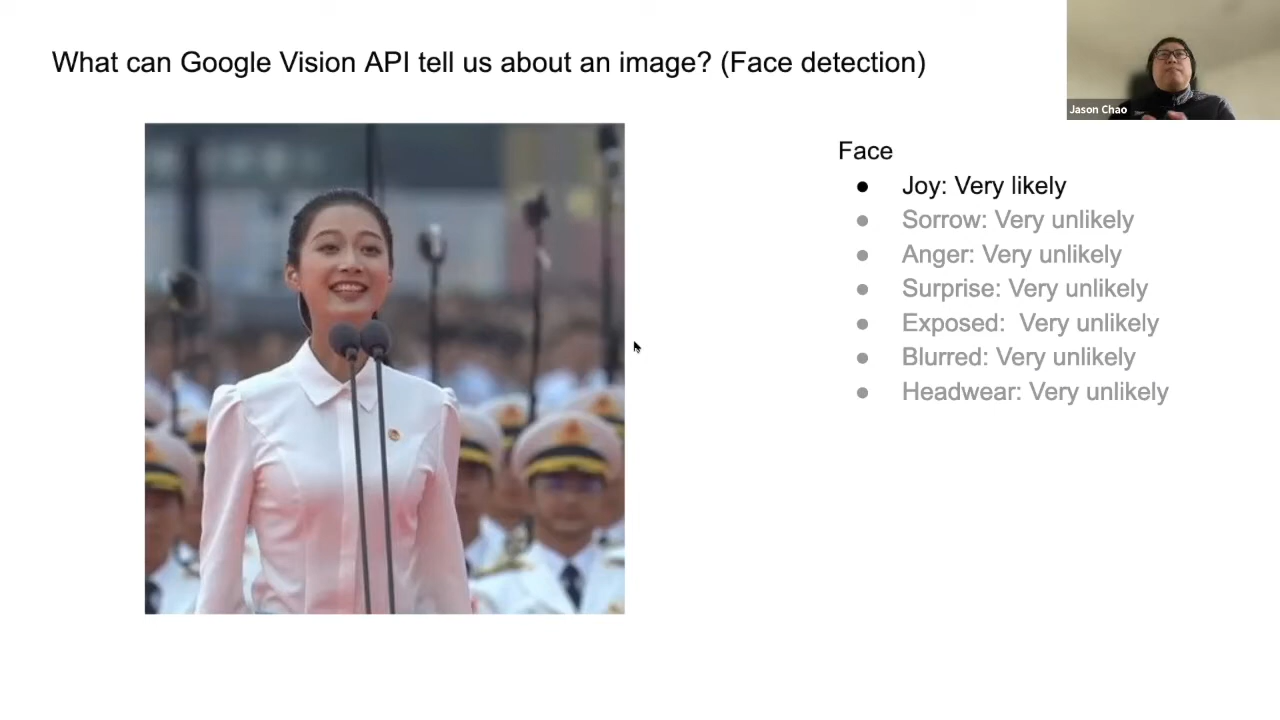 What can Google Vision API tell us about an image? (Face detection)
Jason Chao
Face
● Joy: Very likely
● Sorrow: Very unlikely
● Anger: Very unlikely
● Surprise: Very unlikely
● Exposed:  Very unlikely
● Blurred: Very unlikely
● Headwear: Very unlikely